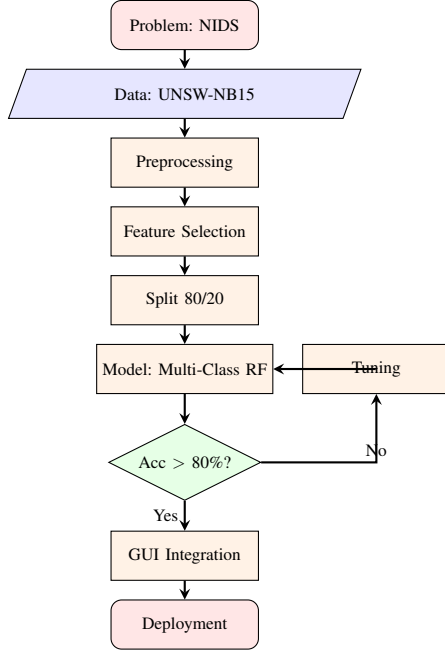 Problem: NIDS
Data: UNSW-NB15
Preprocessing
Feature Selection
Split 80/20
Model: Multi-Class RF
Tuning
Acc > 80%?
No
Yes
GUI Integration
Deployment